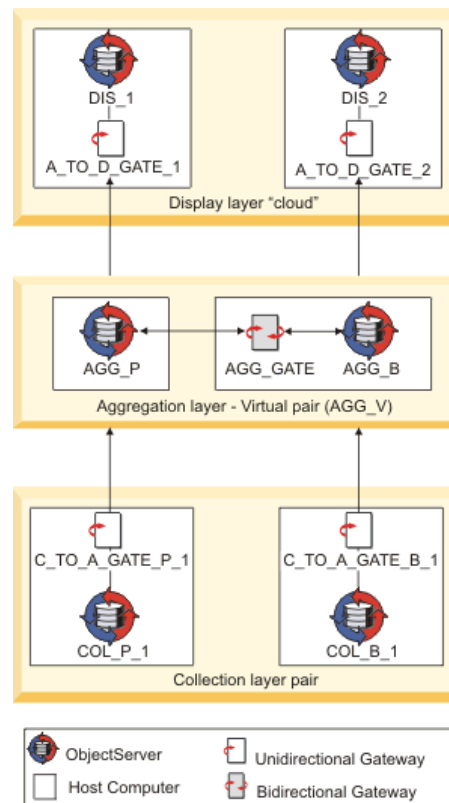 DIS_1
DIS_2
A_TO_D_GATE_1
A_TO_D_GATE_2
Display layer “cloud”
AGG_P
AGG_GATE
AGG_B
Aggregation layer - Virtual pair (AGG_V)
C_TO_A_GATE_P_1
C_TO_A_GATE_B_1
COL_P_1
COL_B_1
Collection layer pair
ObjectServer
Unidirectional Gateway
Host Computer
Bidirectional Gateway